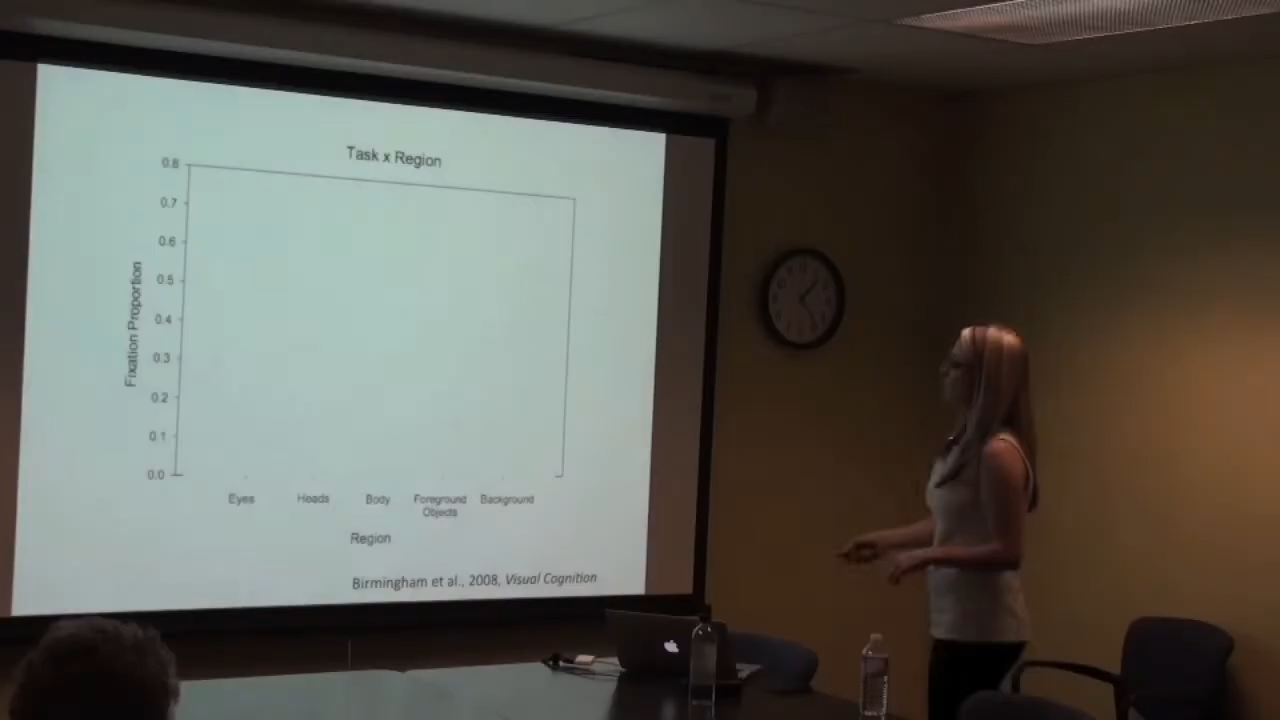 Task x Region
0.8
0.7
0.6
0.5
0.4
0.3
0.2
0.1
0.0
Fixation Proportion
Eyes Heads Body Foreground Background
Objects
Region
Birmingham et al., 2008, Visual Cognition